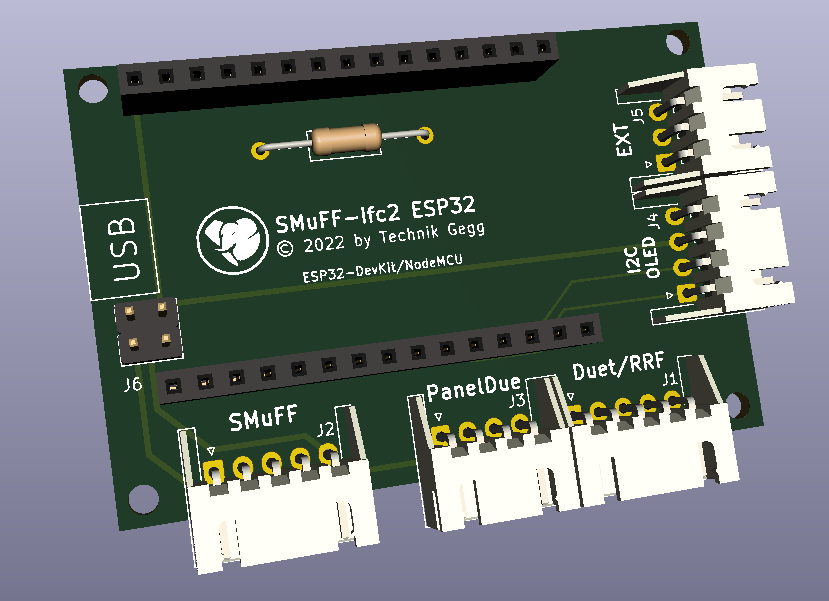 EXT
J5
USB
SMuFF-Ifc2 ESP32
© 2022 by Technik Gegg
ESP32-DevKit/NodeMCU
J4
I2C
OLED
J6
SMuFF
J2
PanelDue
J3
Duet/RRF
J1